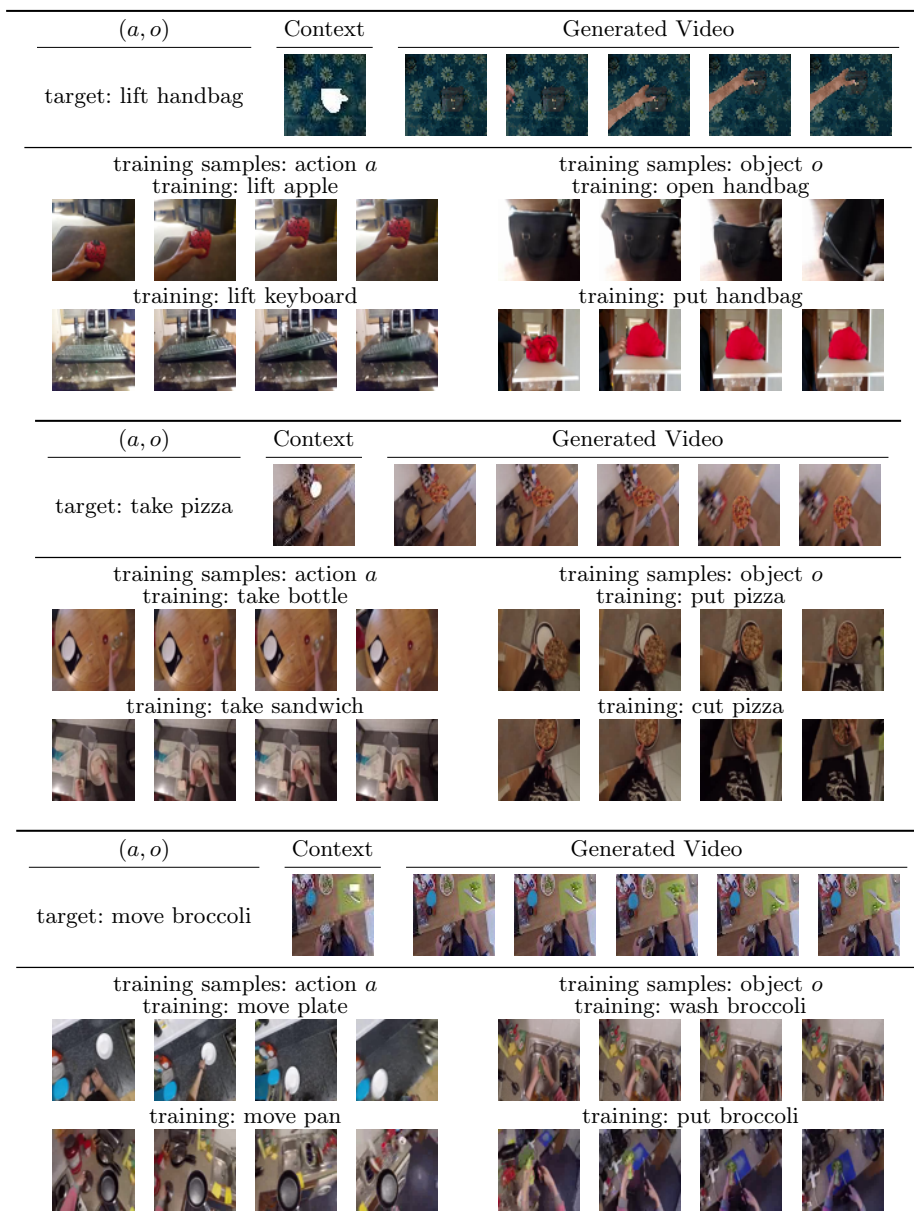 (a, o) Context Generated Video
target: lift handbag
training samples: action a training samples: object o
training: lift apple training: open handbag
training: lift keyboard training: put handbag
(a, o) Context Generated Video
target: take pizza
training samples: action a training samples: object o
training: take bottle training: put pizza
training: take sandwich training: cut pizza
(a, o) Context Generated Video
target: move broccoli
training samples: action a training samples: object o
training: move plate training: wash broccoli
training: move pan training: put broccoli